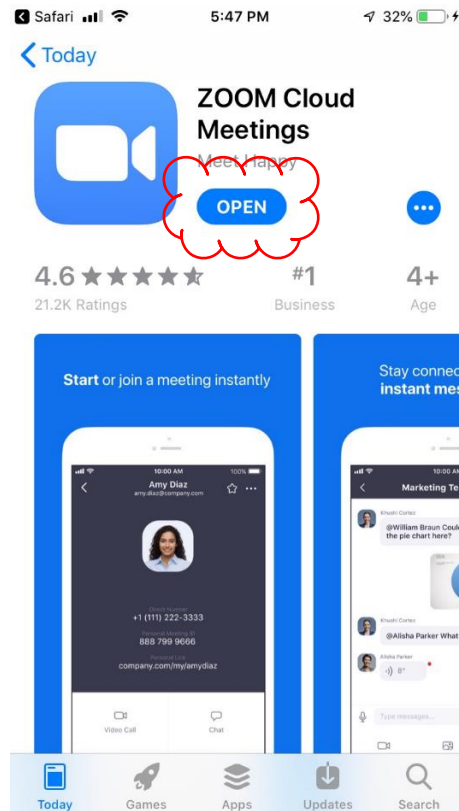 Safari 5:47 PM 32%
Today
ZOOM Cloud
Meetings
Meet Happy
OPEN
4.6 #1 4+
21.2K Ratings Business Age
Start or join a meeting instantly
10:00 AM 100%
Amy Diaz
amy.diaz@company.com
Direct Number
+1 (111) 222-3333
Personal Meeting ID
888 799 9666
Personal Link
company.com/my/amydiaz
Video Call Chat
Stay connec
instant mes
10:00 AM
Marketing Te
Khushi Cortez
@William Braun Coul
the pie chart here?
Khushi Cortez
@Alisha Parker What
Alisha Parker
8"
Type messages...
Today Games Apps Updates Search